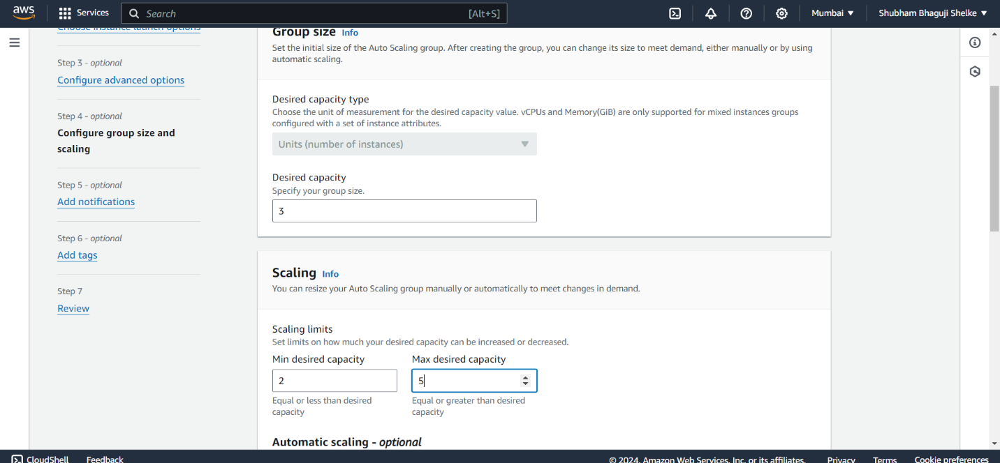 aws
Services
Search
[Alt+S]
Mumbai
Shubham Bhaguji Shelke
Choose instance launch options
Step 3 - optional
Configure advanced options
Step 4 - optional
Configure group size and
scaling
Step 5 - optional
Add notifications
Step 6 - optional
Add tags
Step 7
Review
Group size Info
Set the initial size of the Auto Scaling group. After creating the group, you can change its size to meet demand, either manually or by using
automatic scaling.
Desired capacity type
Choose the unit of measurement for the desired capacity value. vCPUs and Memory(GiB) are only supported for mixed instances groups
configured with a set of instance attributes.
Units (number of instances)
Desired capacity
Specify your group size.
3
Scaling Info
You can resize your Auto Scaling group manually or automatically to meet changes in demand.
Scaling limits
Set limits on how much your desired capacity can be increased or decreased.
Min desired capacity
2
Equal or less than desired
capacity
Max desired capacity
5
Equal or greater than desired
capacity
Automatic scaling - optional
CloudShell
Feedback
© 2024, Amazon Web Services, Inc. or its affiliates.
Privacy
Terms
Cookie preferences